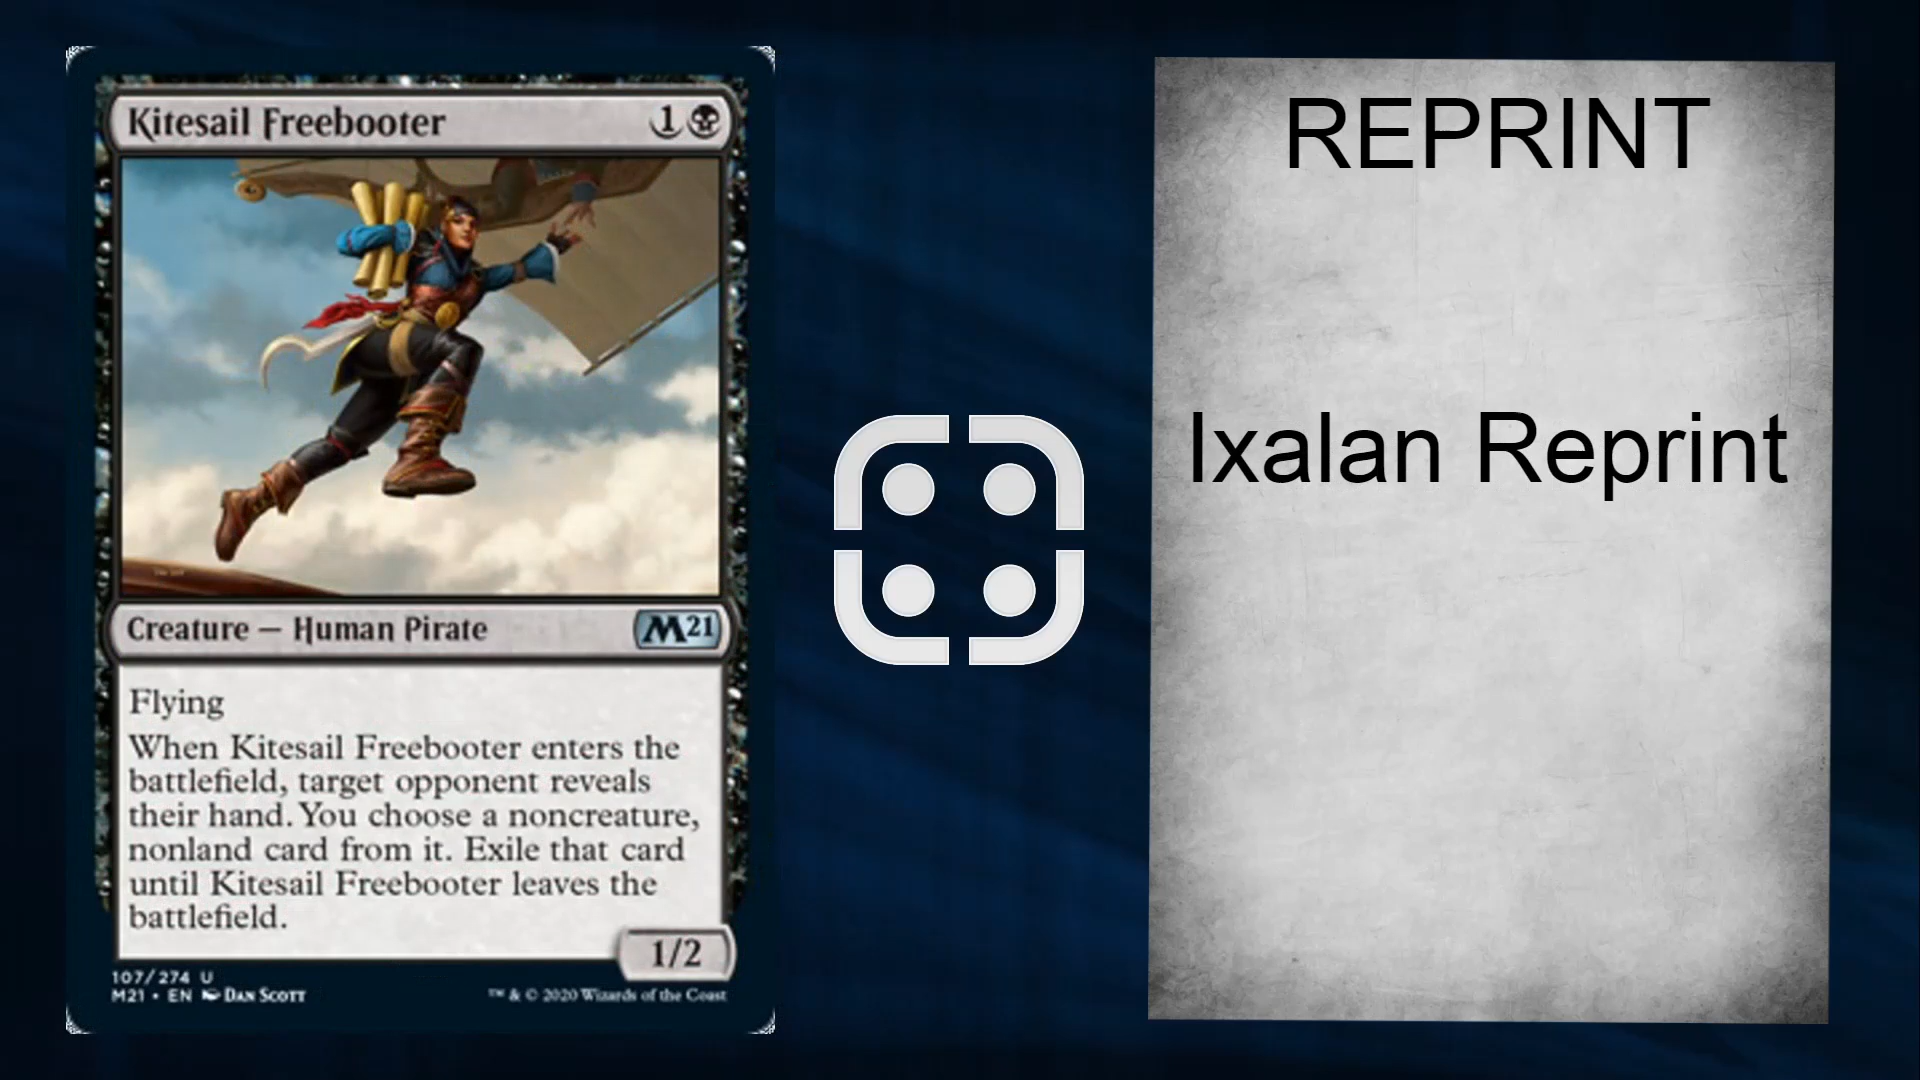 Kitesail Freebooter 1
Creature — Human Pirate M21
Flying
When Kitesail Freebooter enters the
battlefield, target opponent reveals
their hand. You choose a noncreature,
nonland card from it. Exile that card
until Kitesail Freebooter leaves the
battlefield.
1/2
107/274 U
M21 • EN Dan Scott
™ & © 2020 Wizards of the Coast
REPRINT
Ixalan Reprint